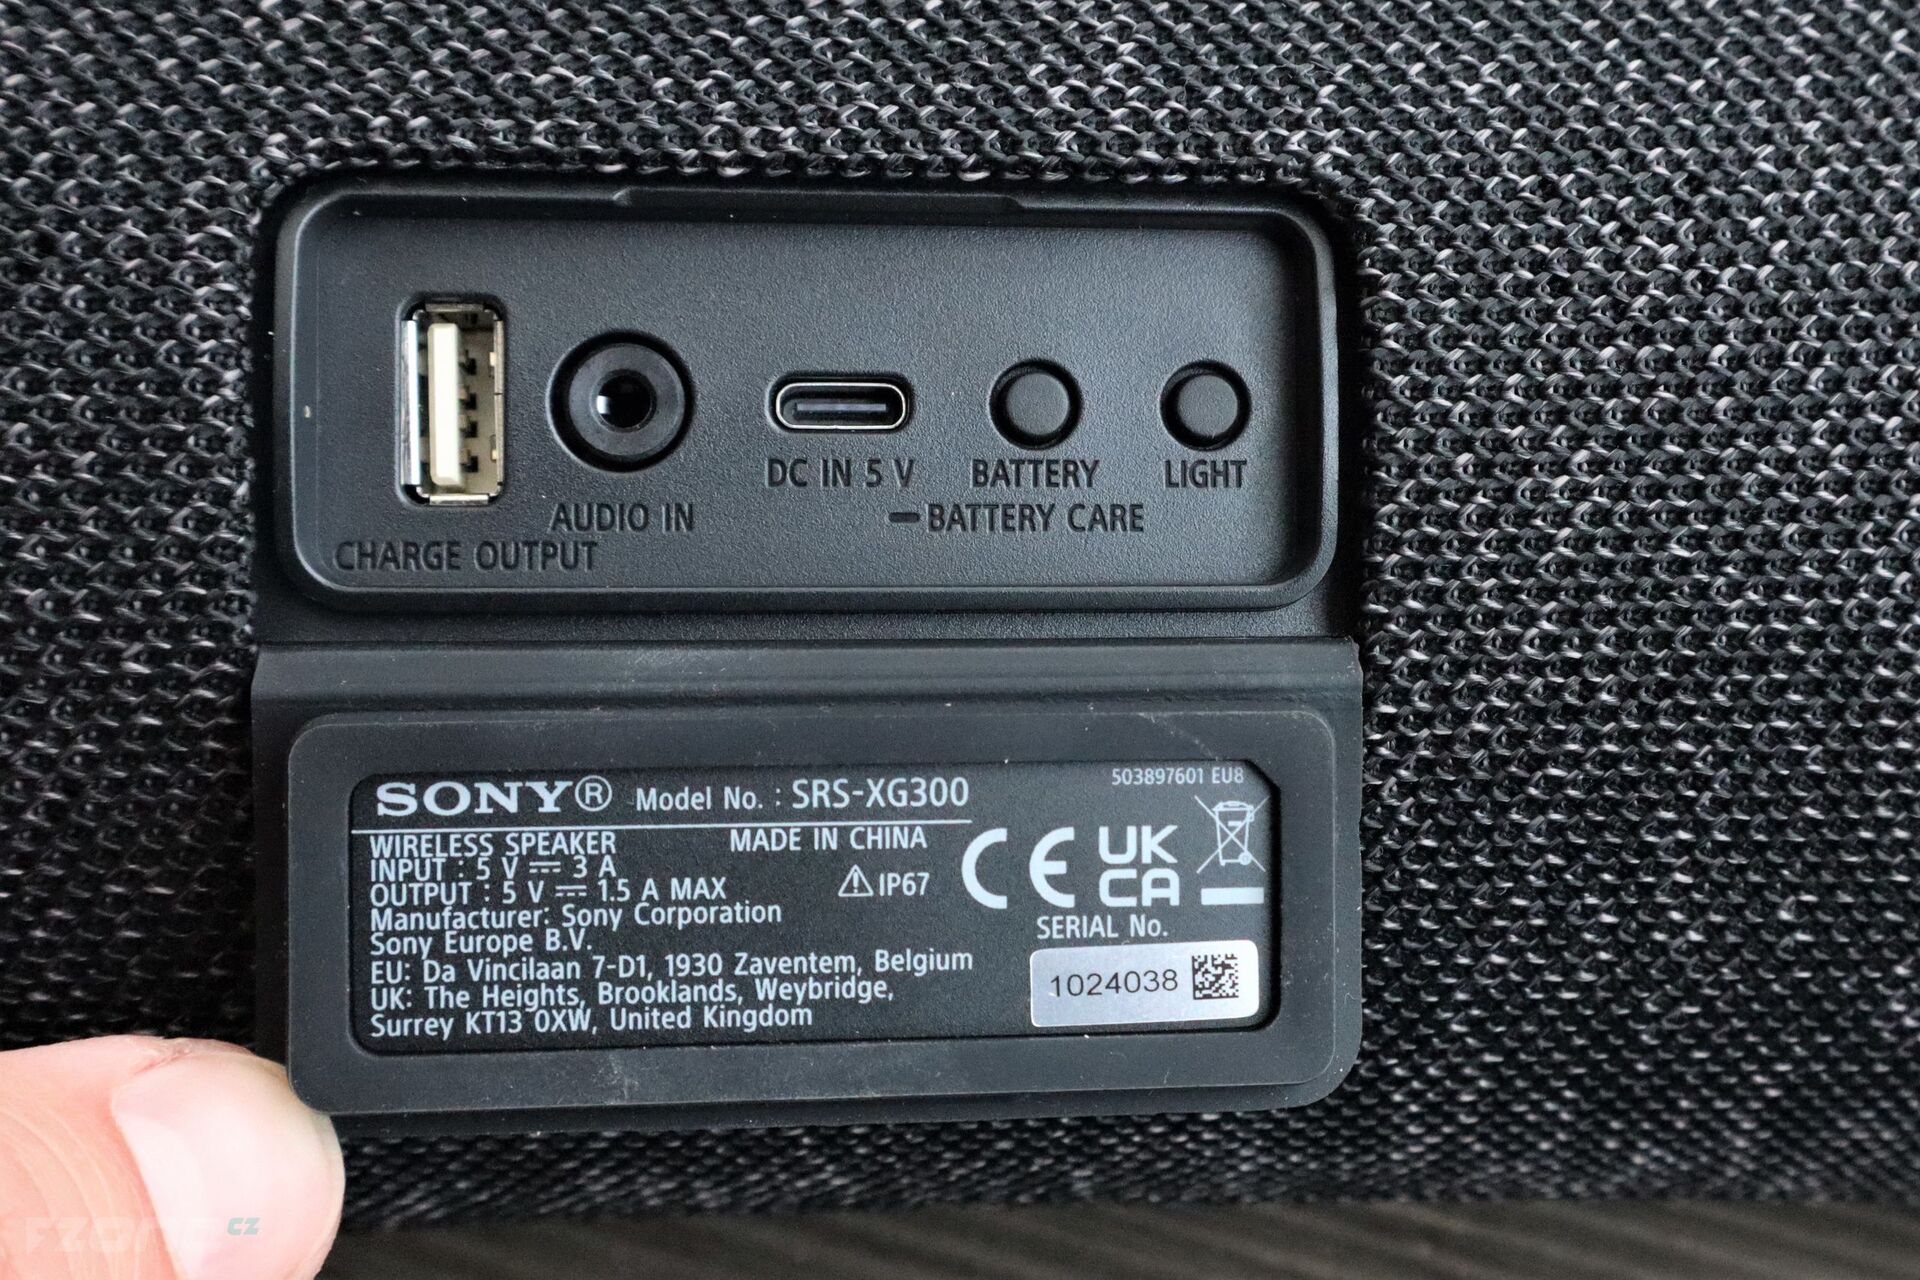 DC IN 5 V BATTERY LIGHT
AUDIO IN BATTERY CARE
CHARGE OUTPUT
SONY® Model No. : SRS-XG300
503897601 EU8
WIRELESS SPEAKER MADE IN CHINA
INPUT : 5 V ⎓ 3 A
OUTPUT : 5 V ⎓ 1.5 A MAX
IP67
CE UK CA
Manufacturer: Sony Corporation
Sony Europe B.V.
EU: Da Vincilaan 7-D1, 1930 Zaventem, Belgium
UK: The Heights, Brooklands, Weybridge,
Surrey KT13 0XW, United Kingdom
SERIAL No.
1024038
FZONE CZ